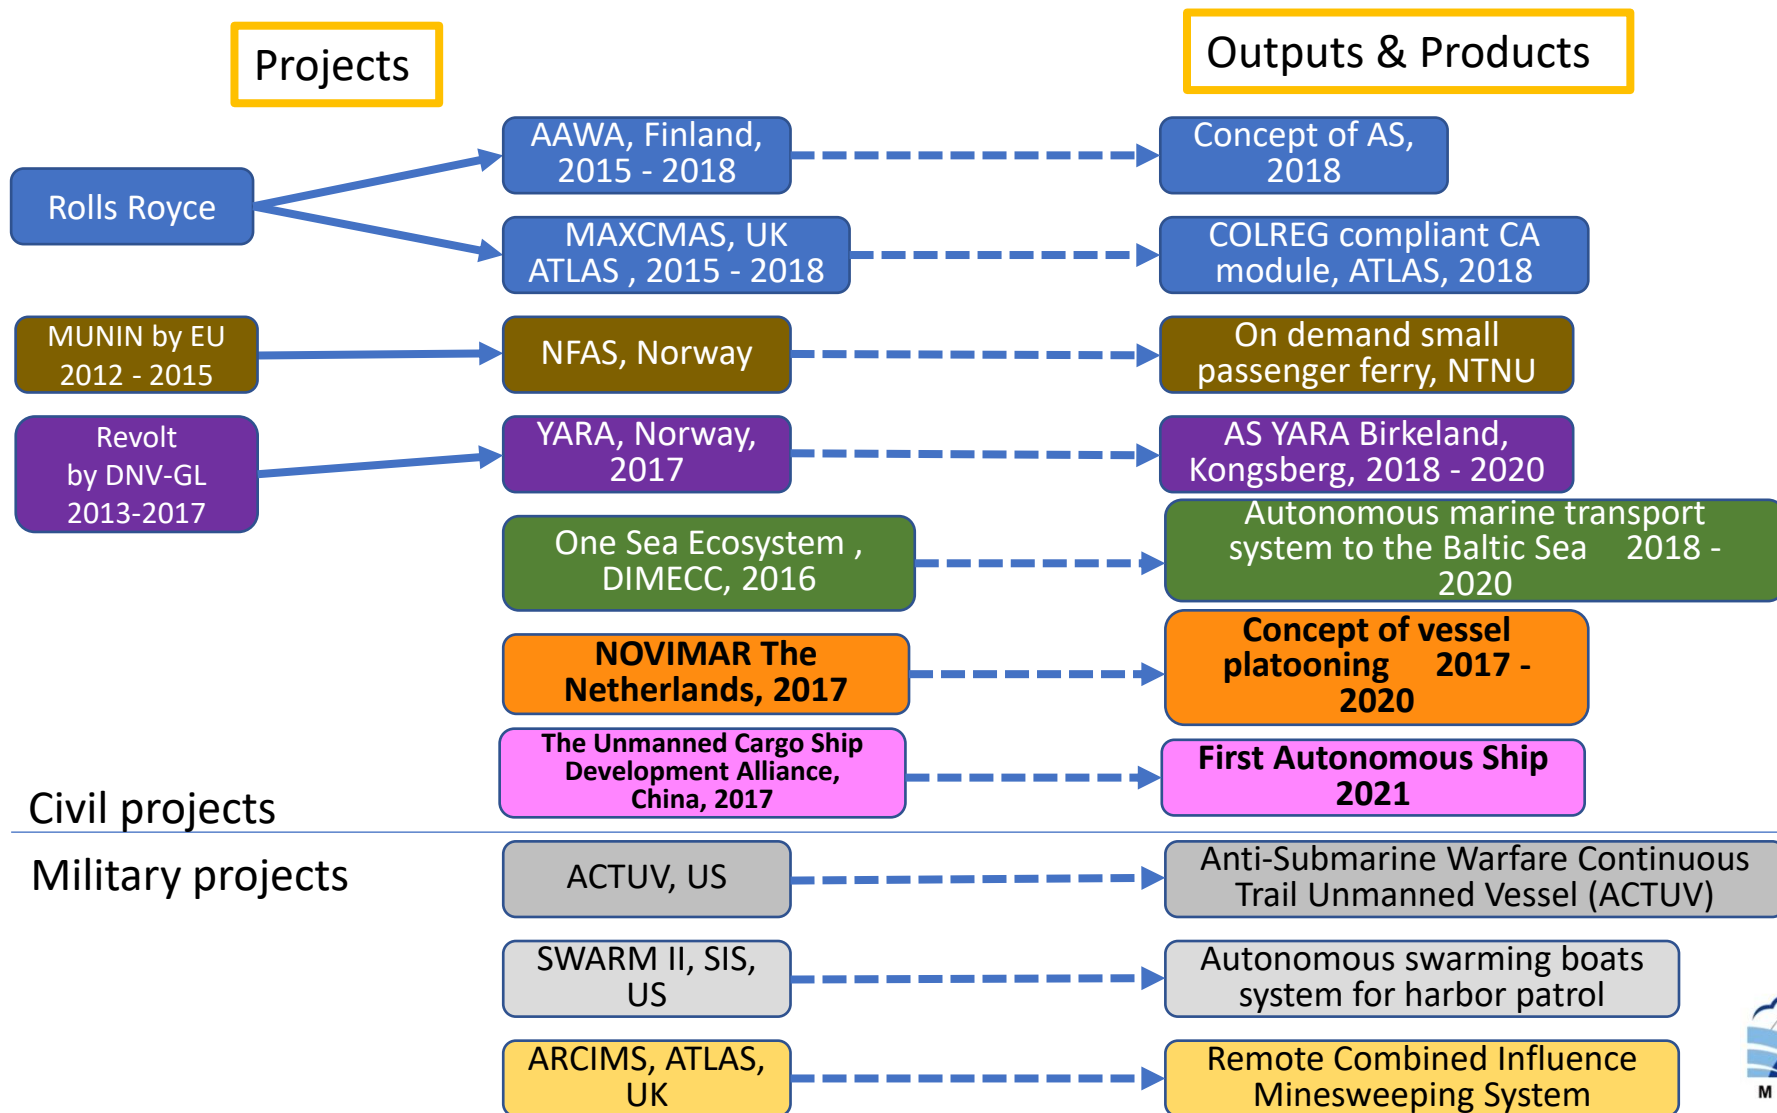 Projects
Outputs & Products
Rolls Royce
AAWA, Finland,
2015 - 2018
Concept of AS,
2018
MAXCMAS, UK
ATLAS , 2015 - 2018
COLREG compliant CA
module, ATLAS, 2018
MUNIN by EU
2012 - 2015
NFAS, Norway
On demand small
passenger ferry, NTNU
Revolt
by DNV-GL
2013-2017
YARA, Norway,
2017
AS YARA Birkeland,
Kongsberg, 2018 - 2020
One Sea Ecosystem ,
DIMECC, 2016
Autonomous marine transport
system to the Baltic Sea 2018 -
2020
NOVIMAR The
Netherlands, 2017
Concept of vessel
platooning 2017 -
2020
The Unmanned Cargo Ship
Development Alliance,
China, 2017
First Autonomous Ship
2021
Civil projects
Military projects
ACTUV, US
Anti-Submarine Warfare Continuous
Trail Unmanned Vessel (ACTUV)
SWARM II, SIS,
US
Autonomous swarming boats
system for harbor patrol
ARCIMS, ATLAS,
UK
Remote Combined Influence
Minesweeping System
M